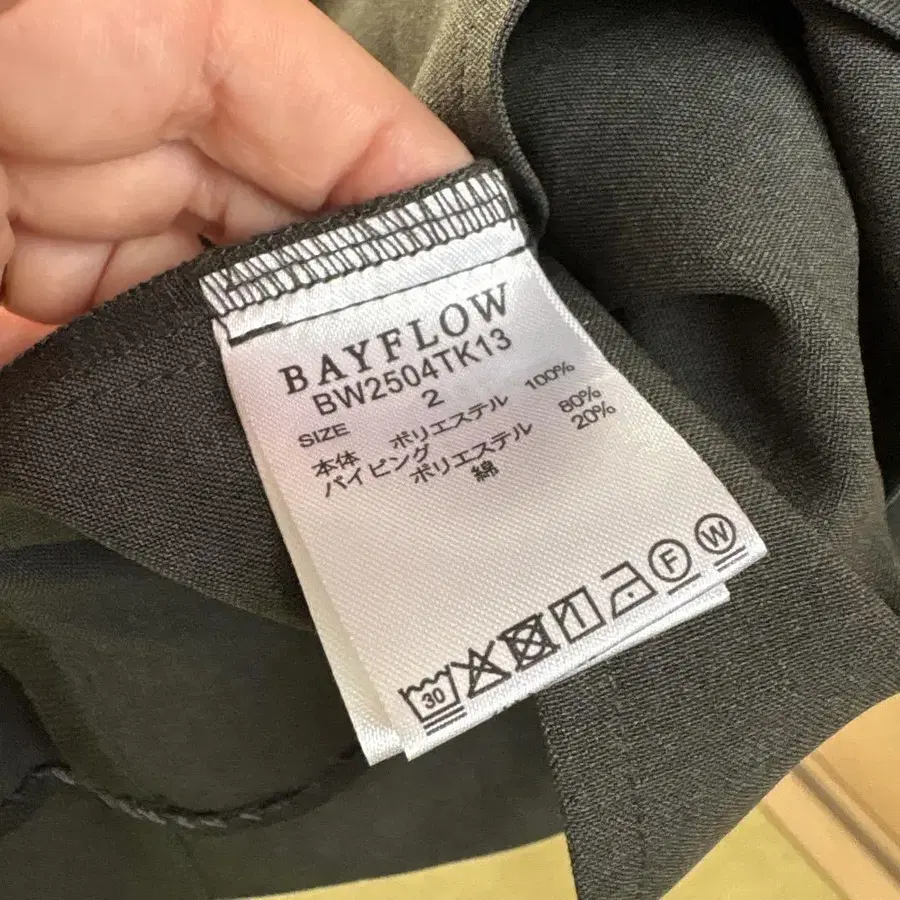 BAYFLOW
BW2504TK13
SIZE 2
本体 ポリエステル 100%
パイピング ポリエステル 80%
綿 20%
30 F W